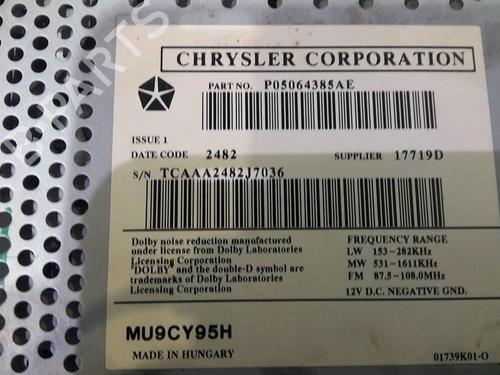 CHRYSLER CORPORATION
PART NO. P05064385AE
ISSUE 1
DATE CODE 2482 SUPPLIER 17719D
S/N TCAAA2482J7036
Dolby noise reduction manufactured
under license from Dolby Laboratories
Licensing Corporation
"DOLBY" and the double-D symbol are
trademarks of Dolby Laboratories
Licensing Corporation
FREQUENCY RANGE
LW 153~282KHz
MW 531~1611KHz
FM 87.5~108.0MHz
12V D.C. NEGATIVE GND.
MU9CY95H
MADE IN HUNGARY
01739K01-O